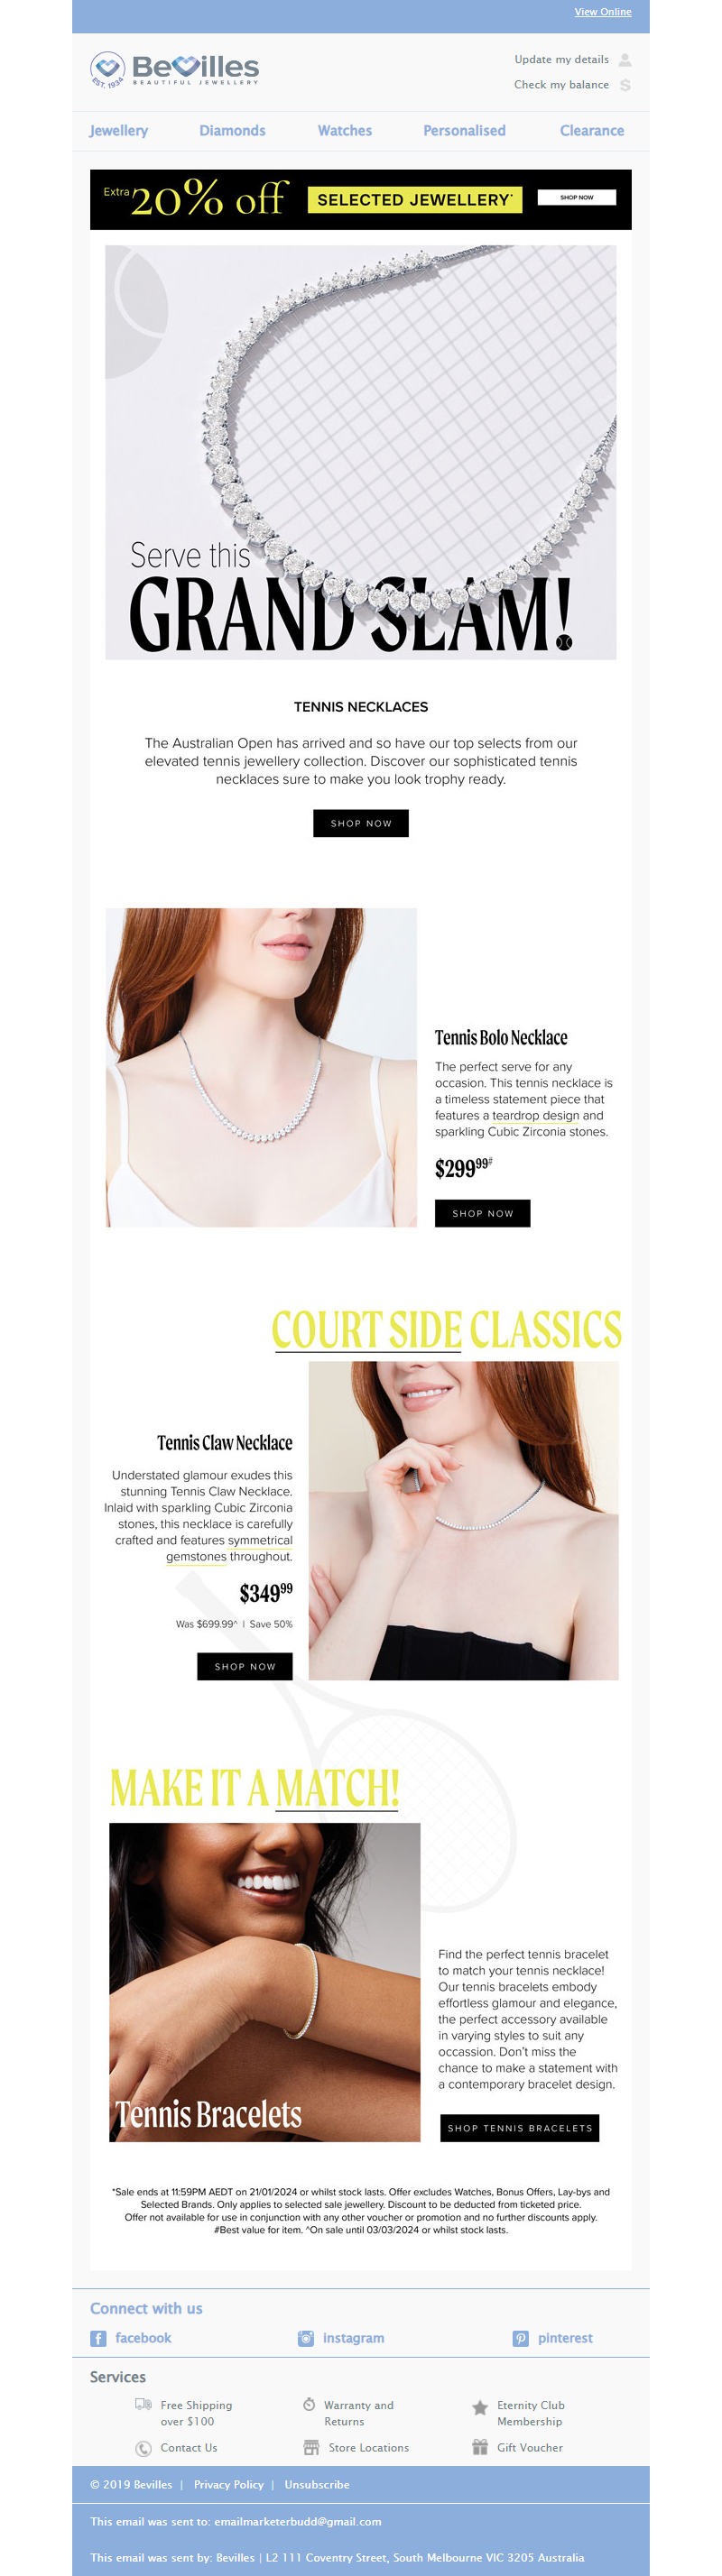 View Online
BeVilles
BEAUTIFUL JEWELLERY
EST. 1934
Update my details
Check my balance $
Jewellery Diamonds Watches Personalised Clearance
Extra 20% off SELECTED JEWELLERY* SHOP NOW
Serve this
GRAND SLAM!
TENNIS NECKLACES
The Australian Open has arrived and so have our top selects from our
elevated tennis jewellery collection. Discover our sophisticated tennis
necklaces sure to make you look trophy ready.
SHOP NOW
Tennis Bolo Necklace
The perfect serve for any
occasion. This tennis necklace is
a timeless statement piece that
features a teardrop design and
sparkling Cubic Zirconia stones.
$299 99#
SHOP NOW
COURT SIDE CLASSICS
Tennis Claw Necklace
Understated glamour exudes this
stunning Tennis Claw Necklace.
Inlaid with sparkling Cubic Zirconia
stones, this necklace is carefully
crafted and features symmetrical
gemstones throughout.
$349 99
Was $699.99^ | Save 50%
SHOP NOW
MAKE IT A MATCH!
Tennis Bracelets
Find the perfect tennis bracelet
to match your tennis necklace!
Our tennis bracelets embody
effortless glamour and elegance,
the perfect accessory available
in varying styles to suit any
occassion. Don't miss the
chance to make a statement with
a contemporary bracelet design.
SHOP TENNIS BRACELETS
*Sale ends at 11:59PM AEDT on 21/01/2024 or whilst stock lasts. Offer excludes Watches, Bonus Offers, Lay-bys and
Selected Brands. Only applies to selected sale jewellery. Discount to be deducted from ticketed price.
Offer not available for use in conjunction with any other voucher or promotion and no further discounts apply.
#Best value for item. ^On sale until 03/03/2024 or whilst stock lasts.
Connect with us
facebook instagram pinterest
Services
Free Shipping
over $100
Warranty and
Returns
Eternity Club
Membership
Contact Us
Store Locations
Gift Voucher
© 2019 Bevilles | Privacy Policy | Unsubscribe
This email was sent to: emailmarketerbudd@gmail.com
This email was sent by: Bevilles | L2 111 Coventry Street, South Melbourne VIC 3205 Australia